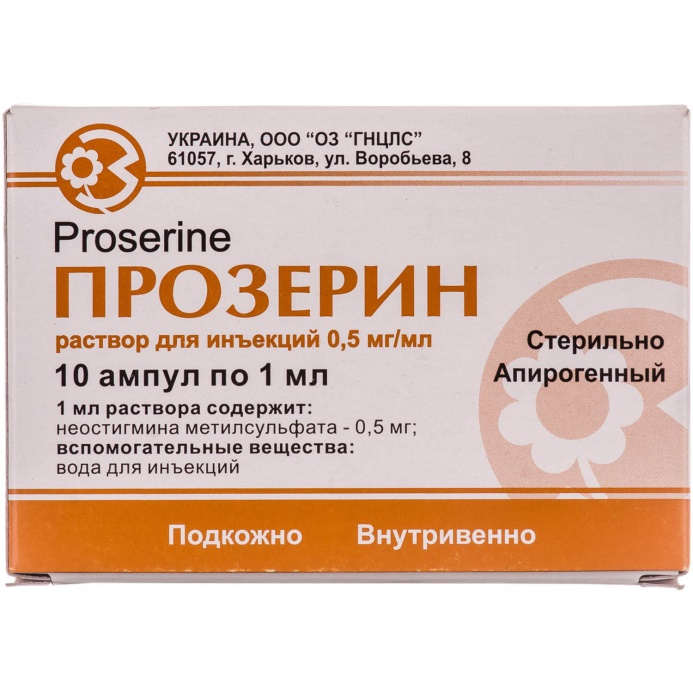 УКРАИНА, ООО "ОЗ "ГНЦЛС"
61057, г. Харьков, ул. Воробьева, 8
Proserine
ПРОЗЕРИН
раствор для инъекций 0,5 мг/мл
10 ампул по 1 мл
1 мл раствора содержит:
неостигмина метилсульфата - 0,5 мг;
вспомогательные вещества:
вода для инъекций
Стерильно
Апирогенный
Подкожно Внутривенно